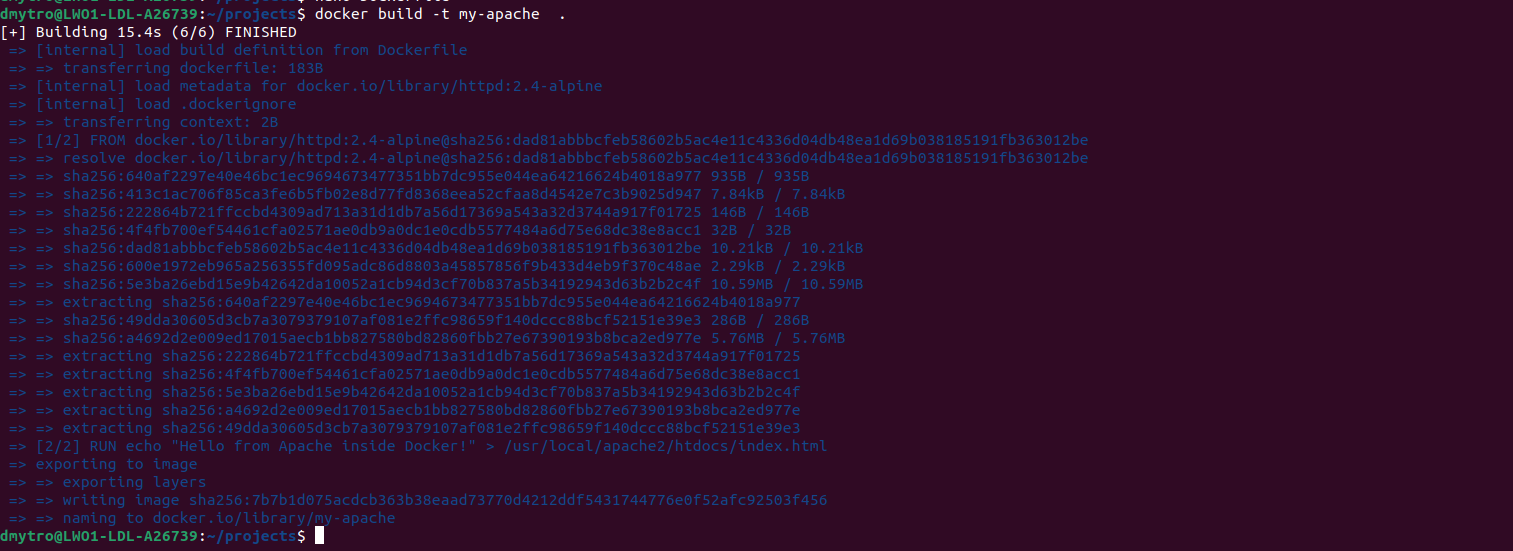 dmytro@LWO1-LDL-A26739:~/projects$ docker build -t my-apache  .
[+] Building 15.4s (6/6) FINISHED
 => [internal] load build definition from Dockerfile
 => => transferring dockerfile: 183B
 => [internal] load metadata for docker.io/library/httpd:2.4-alpine
 => [internal] load .dockerignore
 => => transferring context: 2B
 => [1/2] FROM docker.io/library/httpd:2.4-alpine@sha256:dad81abbbcfeb58602b5ac4e11c4336d04db48ea1d69b038185191fb363012be
 => => resolve docker.io/library/httpd:2.4-alpine@sha256:dad81abbbcfeb58602b5ac4e11c4336d04db48ea1d69b038185191fb363012be
 => => sha256:640af2297e40e46bc1ec9694673477351bb7dc955e044ea64216624b4018a977 935B / 935B
 => => sha256:413c1ac706f85ca3fe6b5fb02e8d77fd8368eea52cfaa8d4542e7c3b9025d947 7.84kB / 7.84kB
 => => sha256:222864b721ffccbd4309ad713a31d1db7a56d17369a543a32d3744a917f01725 146B / 146B
 => => sha256:4f4fb700ef54461cfa02571ae0db9a0dc1e0cdb5577484a6d75e68dc38e8acc1 32B / 32B
 => => sha256:dad81abbbcfeb58602b5ac4e11c4336d04db48ea1d69b038185191fb363012be 10.21kB / 10.21kB
 => => sha256:600e1972eb965a256355fd095adc86d8803a45857856f9b433d4eb9f370c48ae 2.29kB / 2.29kB
 => => sha256:5e3ba26ebd15e9b42642da10052a1cb94d3cf70b837a5b34192943d63b2b2c4f 10.59MB / 10.59MB
 => => extracting sha256:640af2297e40e46bc1ec9694673477351bb7dc955e044ea64216624b4018a977
 => => sha256:49dda30605d3cb7a3079379107af081e2ffc98659f140dccc88bcf52151e39e3 286B / 286B
 => => sha256:a4692d2e009ed17015aecb1bb827580bd82860fbb27e67390193b8bca2ed977e 5.76MB / 5.76MB
 => => extracting sha256:222864b721ffccbd4309ad713a31d1db7a56d17369a543a32d3744a917f01725
 => => extracting sha256:4f4fb700ef54461cfa02571ae0db9a0dc1e0cdb5577484a6d75e68dc38e8acc1
 => => extracting sha256:5e3ba26ebd15e9b42642da10052a1cb94d3cf70b837a5b34192943d63b2b2c4f
 => => extracting sha256:a4692d2e009ed17015aecb1bb827580bd82860fbb27e67390193b8bca2ed977e
 => => extracting sha256:49dda30605d3cb7a3079379107af081e2ffc98659f140dccc88bcf52151e39e3
 => [2/2] RUN echo "Hello from Apache inside Docker!" > /usr/local/apache2/htdocs/index.html
 => exporting to image
 => => exporting layers
 => => writing image sha256:7b7b1d075acdcb363b38eaad73770d4212ddf5431744776e0f52afc92503f456
 => => naming to docker.io/library/my-apache
dmytro@LWO1-LDL-A26739:~/projects$